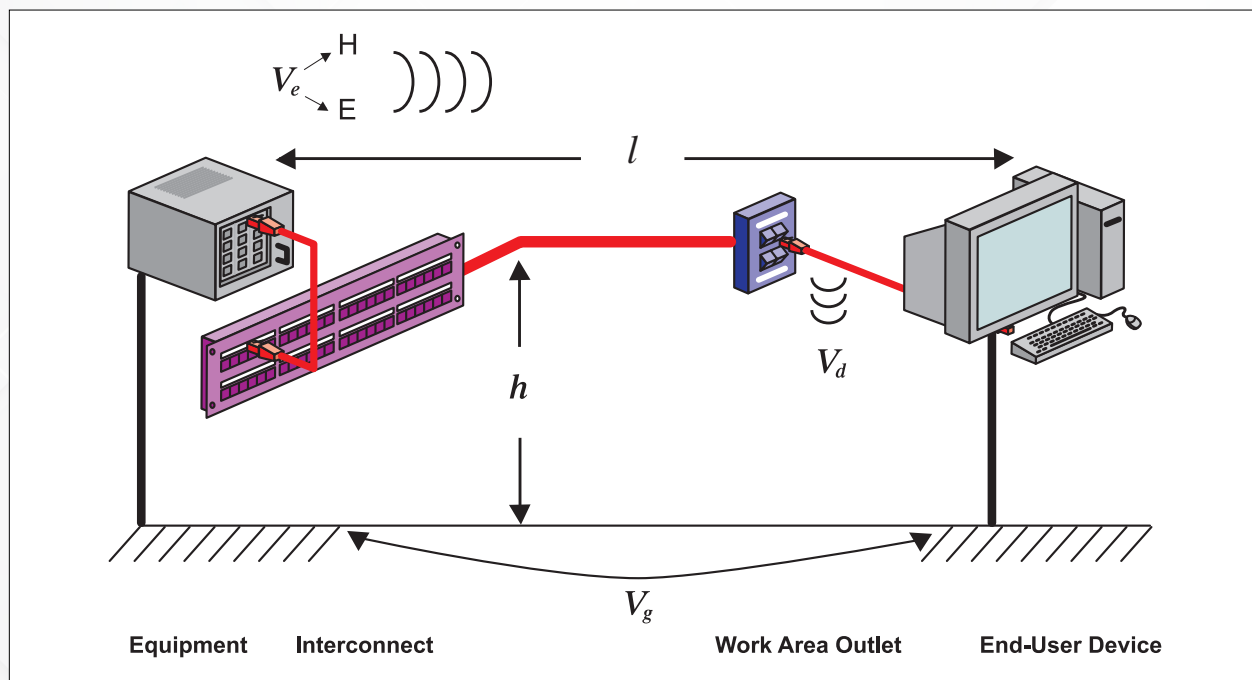 H
Ve
E
l
h
Vd
Vg
Equipment
Interconnect
Work Area Outlet
End-User Device